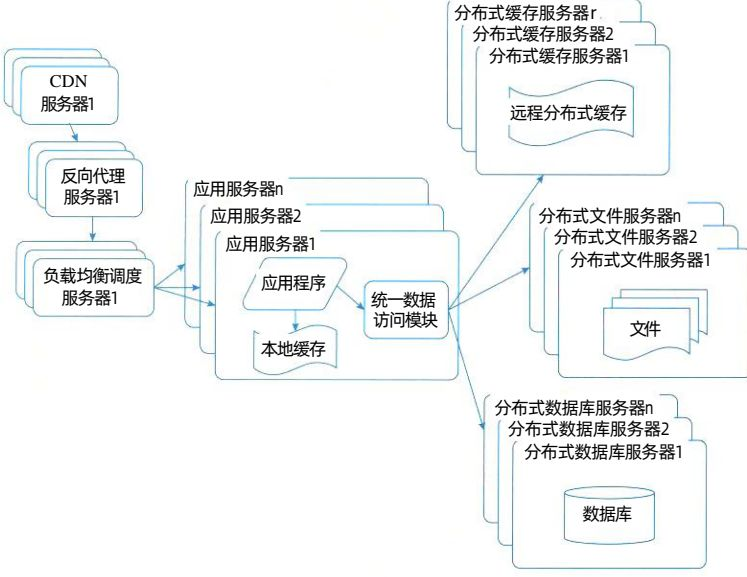 CDN
服务器1
反向代理
服务器1
负载均衡调度
服务器1
应用服务器n
应用服务器2
应用服务器1
应用程序
本地缓存
统一数据
访问模块
分布式缓存服务器r
分布式缓存服务器2
分布式缓存服务器1
远程分布式缓存
分布式文件服务器n
分布式文件服务器2
分布式文件服务器1
文件
分布式数据库服务器n
分布式数据库服务器2
分布式数据库服务器1
数据库